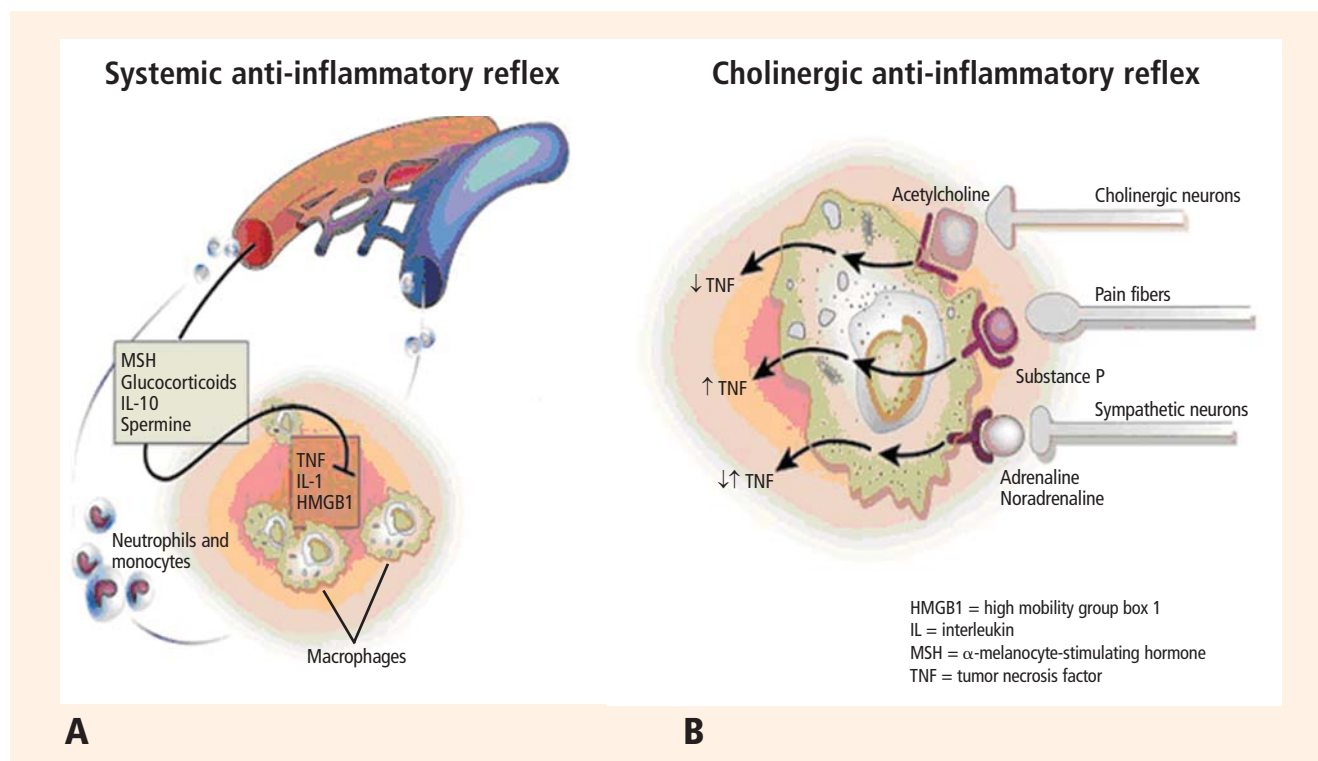 Systemic anti-inflammatory reflex
MSH
Glucocorticoids
IL-10
Spermine
TNF
IL-1
HMGB1
Neutrophils and
monocytes
Macrophages
A
Cholinergic anti-inflammatory reflex
Acetylcholine
Cholinergic neurons
↓ TNF
Pain fibers
↑ TNF
Substance P
Sympathetic neurons
↓↑ TNF
Adrenaline
Noradrenaline
HMGB1 = high mobility group box 1
IL = interleukin
MSH = α-melanocyte-stimulating hormone
TNF = tumor necrosis factor
B